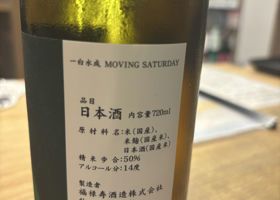 一白水成 MOVING SATURDAY
品目
日本酒 内容量720ml
原材料名:米(国産)、
米麹(国産)、
日本酒(国産)
精米歩合:50%
アルコール分:14度
製造者
福禄寿酒造株式会社